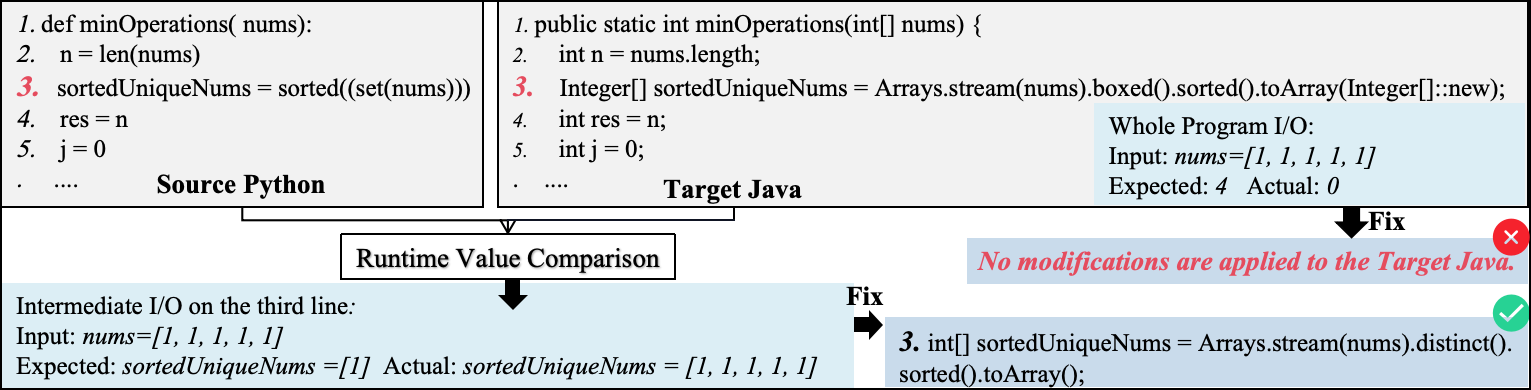 1. def minOperations( nums):
2. n = len(nums)
3. sortedUniqueNums = sorted((set(nums)))
4. res = n
5. j = 0
. ....
Source Python
1. public static int minOperations(int[] nums) {
2. int n = nums.length;
3. Integer[] sortedUniqueNums = Arrays.stream(nums).boxed().sorted().toArray(Integer[]::new);
4. int res = n;
5. int j = 0;
. ....
Target Java
Whole Program I/O:
Input: nums=[1, 1, 1, 1, 1]
Expected: 4 Actual: 0
Fix
No modifications are applied to the Target Java.
Runtime Value Comparison
Intermediate I/O on the third line:
Input: nums=[1, 1, 1, 1, 1]
Expected: sortedUniqueNums =[1] Actual: sortedUniqueNums = [1, 1, 1, 1, 1]
Fix
3. int[] sortedUniqueNums = Arrays.stream(nums).distinct().
sorted().toArray();